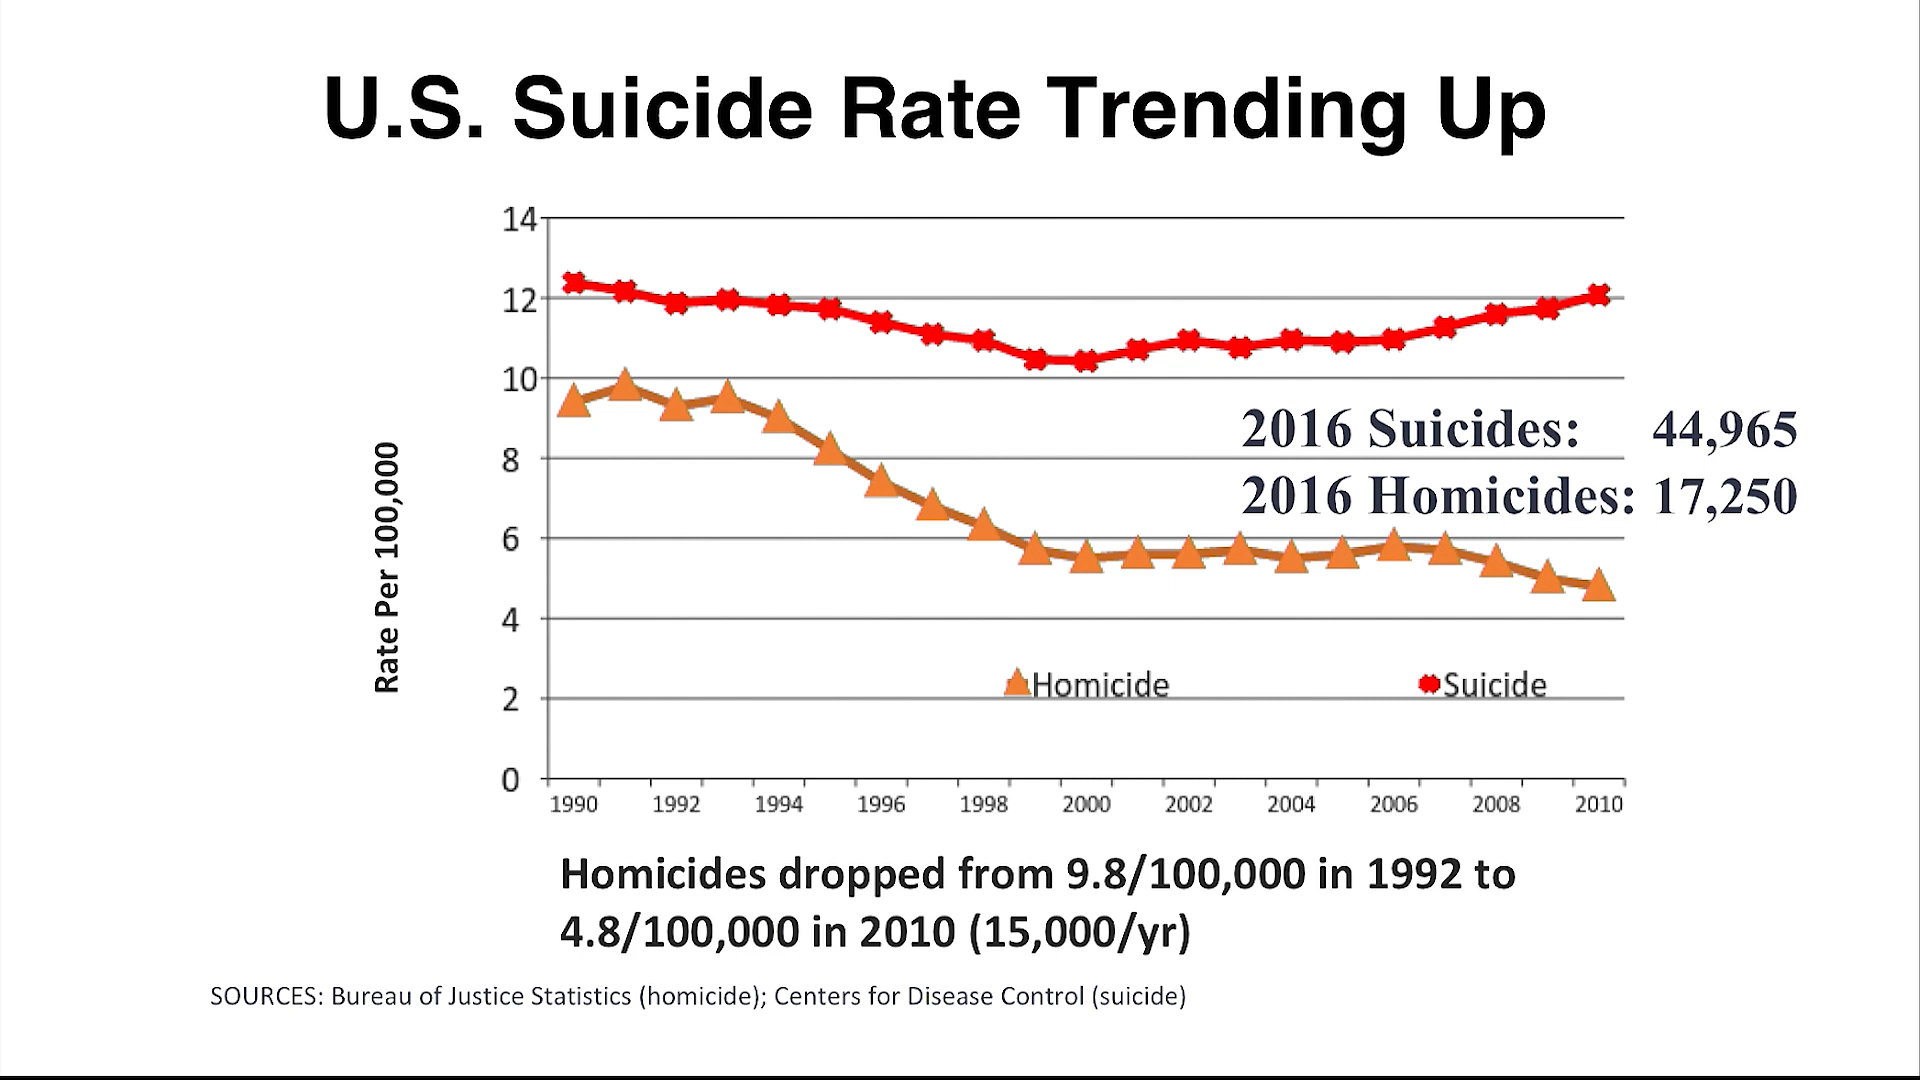 U.S. Suicide Rate Trending Up
14
12
10
8
6
4
2
0
Rate Per 100,000
2016 Suicides: 44,965
2016 Homicides: 17,250
Homicide Suicide
1990 1992 1994 1996 1998 2000 2002 2004 2006 2008 2010
Homicides dropped from 9.8/100,000 in 1992 to
4.8/100,000 in 2010 (15,000/yr)
SOURCES: Bureau of Justice Statistics (homicide); Centers for Disease Control (suicide)